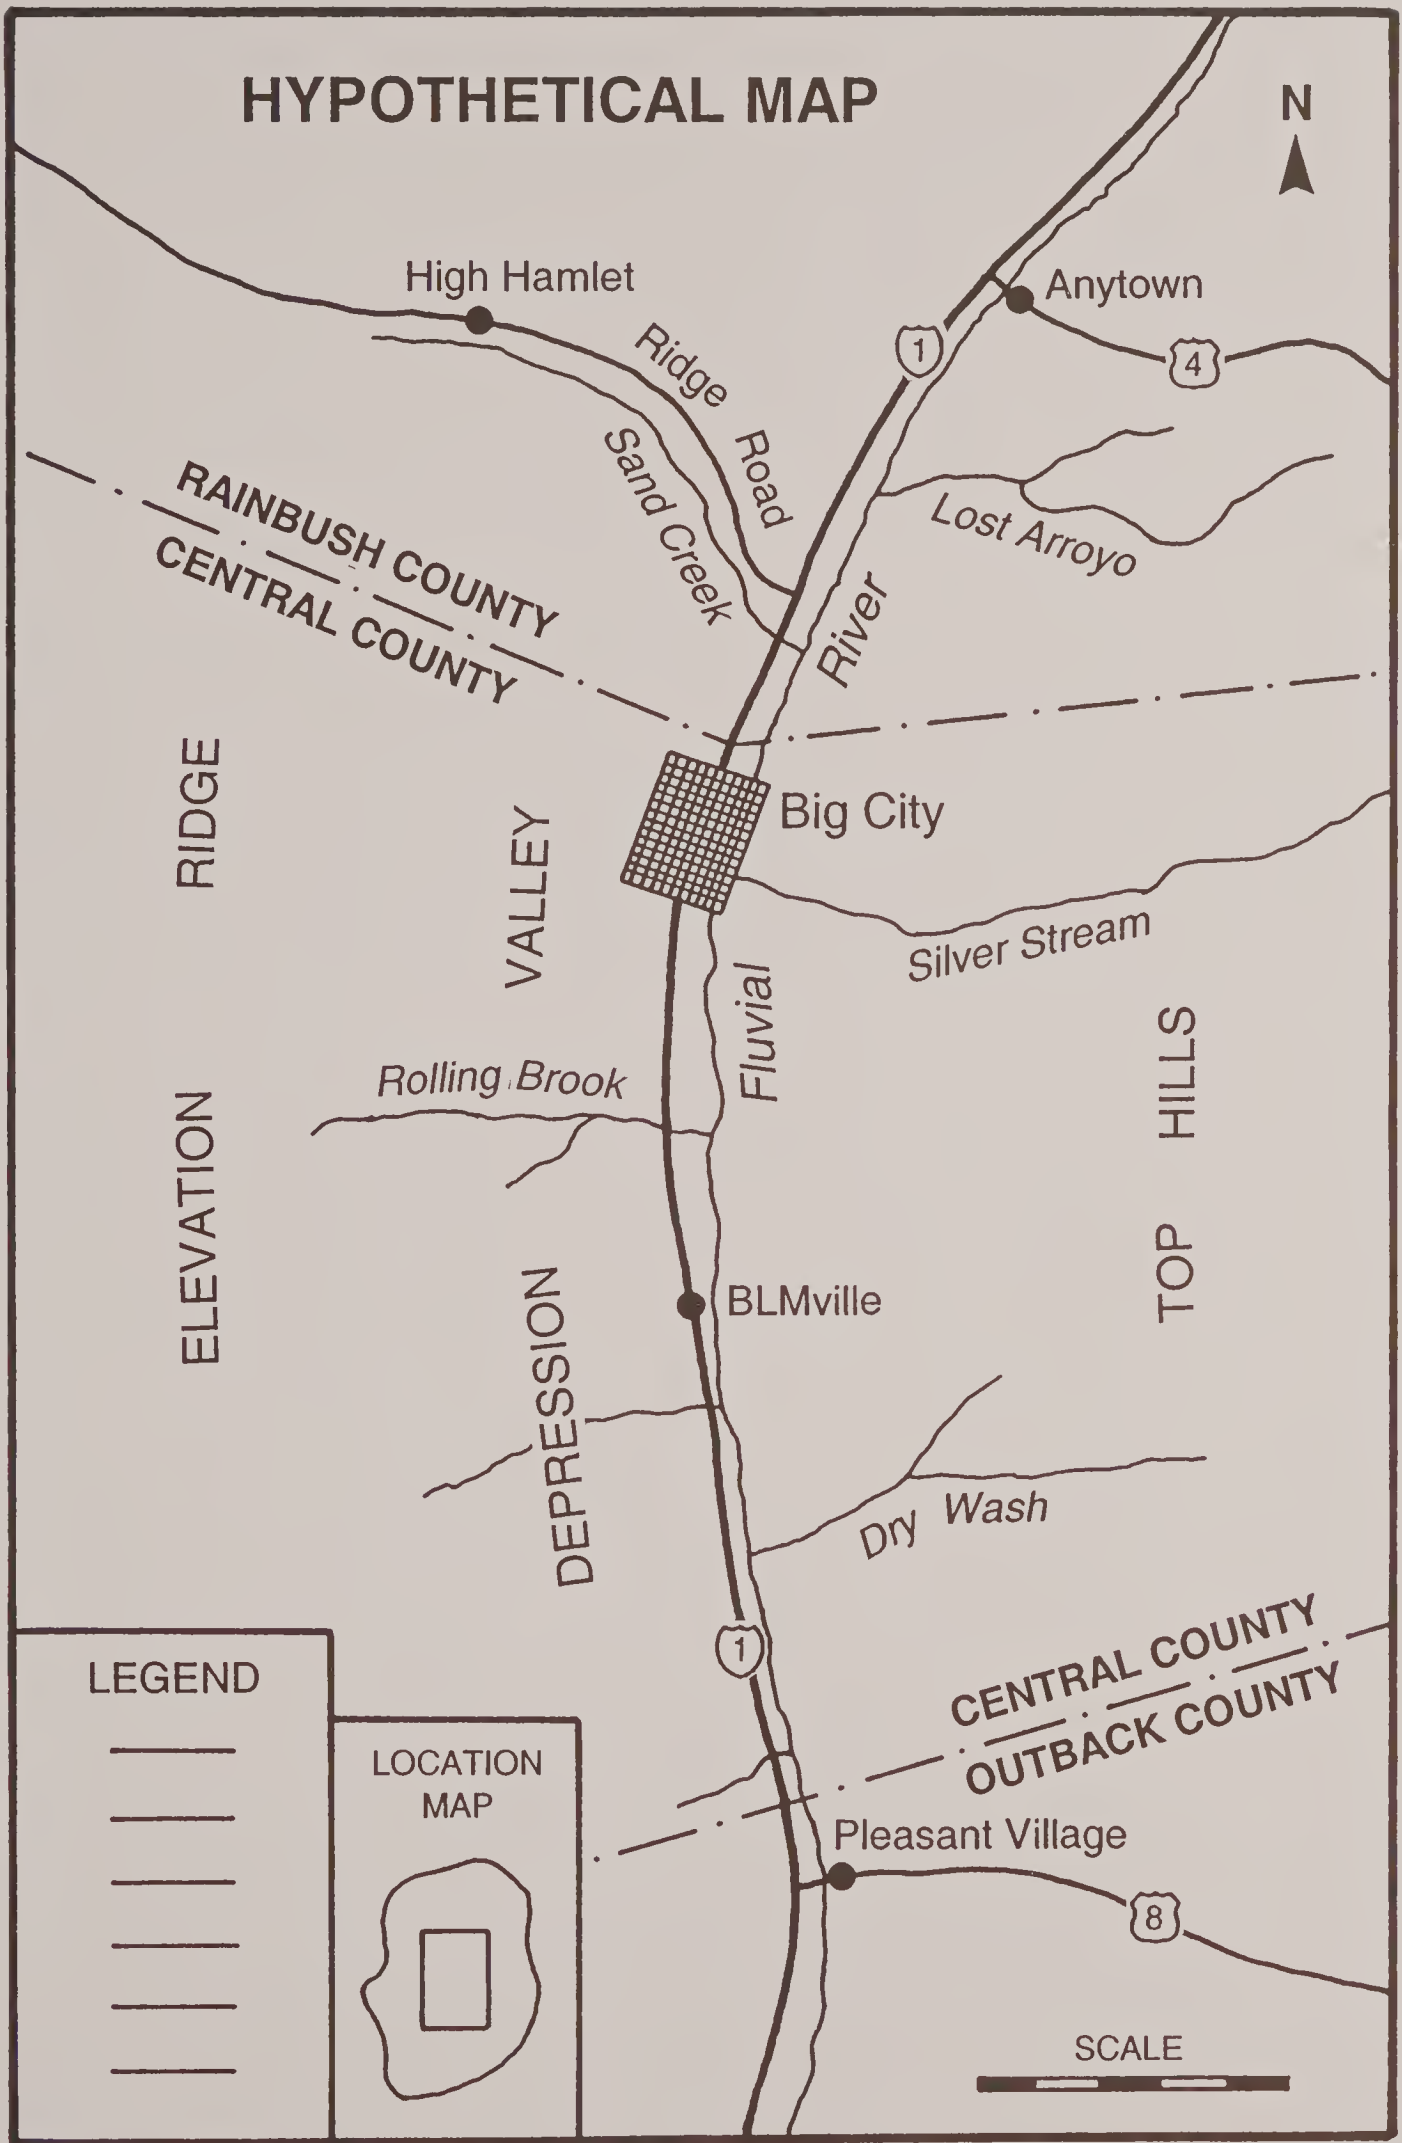 HYPOTHETICAL MAP
N
High Hamlet
Anytown
Ridge Road
1
4
Sand Creek
Lost Arroyo
RAINBUSH COUNTY
CENTRAL COUNTY
River
Big City
RIDGE
VALLEY
Silver Stream
Fluvial
HILLS
Rolling Brook
ELEVATION
TOP
BLMville
DEPRESSION
Dry Wash
1
CENTRAL COUNTY
OUTBACK COUNTY
LEGEND
LOCATION
MAP
Pleasant Village
8
SCALE